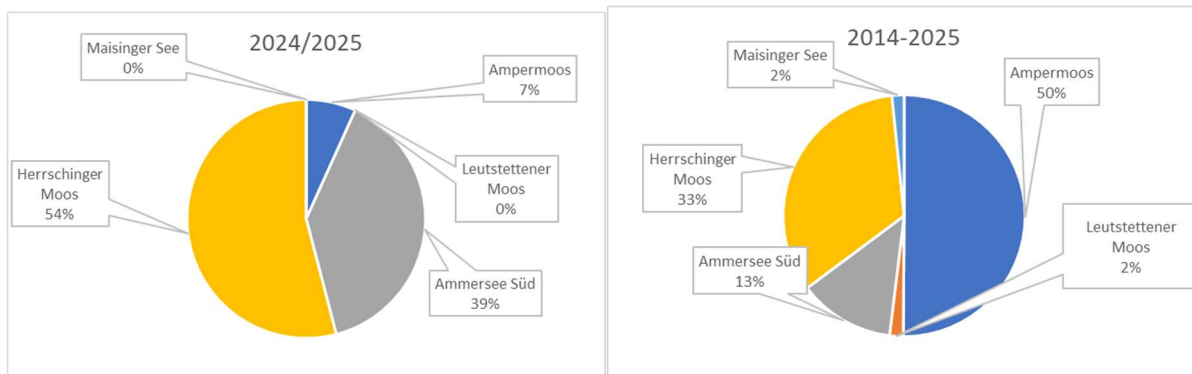 2024/2025
Maisinger See
0%
Ampermoos
7%
Leutstettener
Moos
0%
Herrschinger
Moos
54%
Ammersee Süd
39%
2014-2025
Maisinger See
2%
Ampermoos
50%
Herrschinger
Moos
33%
Leutstettener
Moos
2%
Ammersee Süd
13%